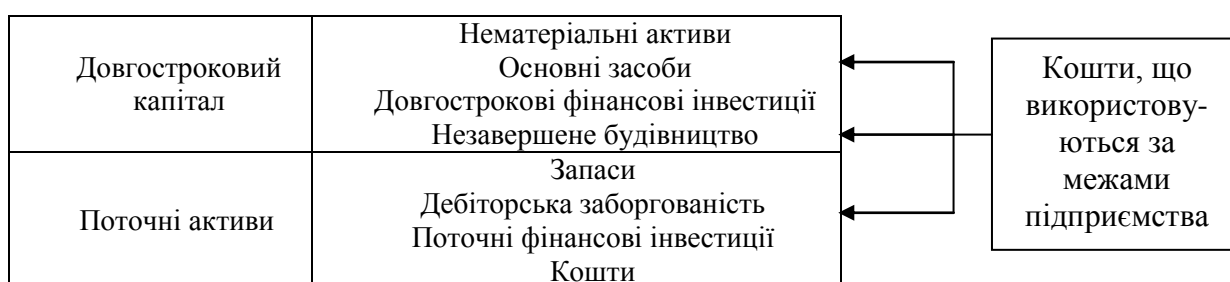 Довгостроковий
капітал
Нематеріальні активи
Основні засоби
Довгострокові фінансові інвестиції
Незавершене будівництво
Поточні активи
Запаси
Дебіторська заборгованість
Поточні фінансові інвестиції
Кошти
Кошти, що
використову-
ються за
межами
підприємства